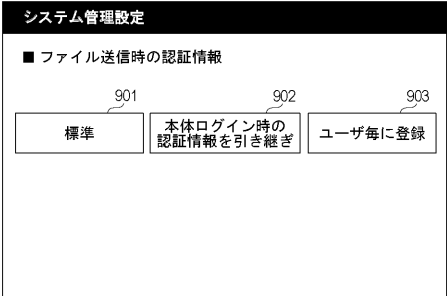 システム管理設定
■ ファイル送信時の認証情報
901 902 903
標準
本体ログイン時の
認証情報を引き継ぎ
ユーザ毎に登録